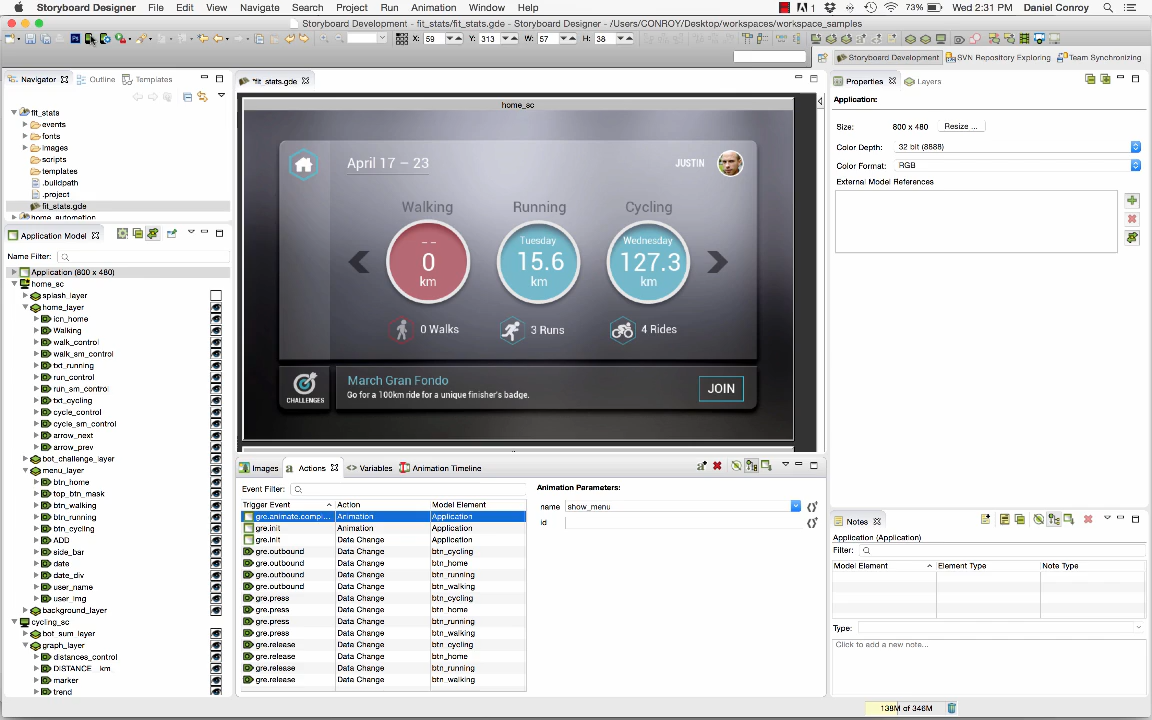 Storyboard Designer File Edit View Navigate Search Project Run Animation Window Help 73% Wed 2:31 PM Daniel Conroy
Storyboard Development - fit_stats/fit_stats.gde - Storyboard Designer - /Users/CONROY/Desktop/workspaces/workspace_samples
X: 59 Y: 313 W: 57 H: 38
Storyboard Development SVN Repository Exploring Team Synchronizing
Navigator Outline Templates
fit_stats
events
fonts
images
scripts
templates
.buildpath
.project
fit_stats.gde
home_automation
Application Model
Name Filter:
Application (800 x 480)
home_sc
splash_layer
home_layer
icn_home
Walking
walk_control
walk_sm_control
txt_running
run_control
run_sm_control
txt_cycling
cycle_control
cycle_sm_control
arrow_next
arrow_prev
bot_challenge_layer
menu_layer
btn_home
top_btn_mask
btn_walking
btn_running
btn_cycling
ADD
side_bar
date
date_div
user_name
user_img
background_layer
cycling_sc
bot_sum_layer
graph_layer
distances_control
DISTANCE__km
marker
trend
*fit_stats.gde
home_sc
April 17 – 23
JUSTIN
Walking Running Cycling
-- Tuesday Wednesday
0 15.6 127.3
km km km
0 Walks 3 Runs 4 Rides
CHALLENGES
March Gran Fondo
Go for a 100km ride for a unique finisher's badge.
JOIN
Images Actions Variables Animation Timeline
Event Filter:
Trigger Event Action Model Element
gre.animate.compl... Animation Application
gre.init Animation Application
gre.init Data Change Application
gre.outbound Data Change btn_cycling
gre.outbound Data Change btn_home
gre.outbound Data Change btn_running
gre.outbound Data Change btn_walking
gre.press Data Change btn_cycling
gre.press Data Change btn_home
gre.press Data Change btn_running
gre.press Data Change btn_walking
gre.release Data Change btn_cycling
gre.release Data Change btn_home
gre.release Data Change btn_running
gre.release Data Change btn_walking
Animation Parameters:
name show_menu
id
Properties Layers
Application:
Size: 800 x 480 Resize ...
Color Depth: 32 bit (8888)
Color Format: RGB
External Model References
Notes
Application (Application)
Filter:
Model Element Element Type Note Type
Type:
Click to add a new note...
138M of 346M